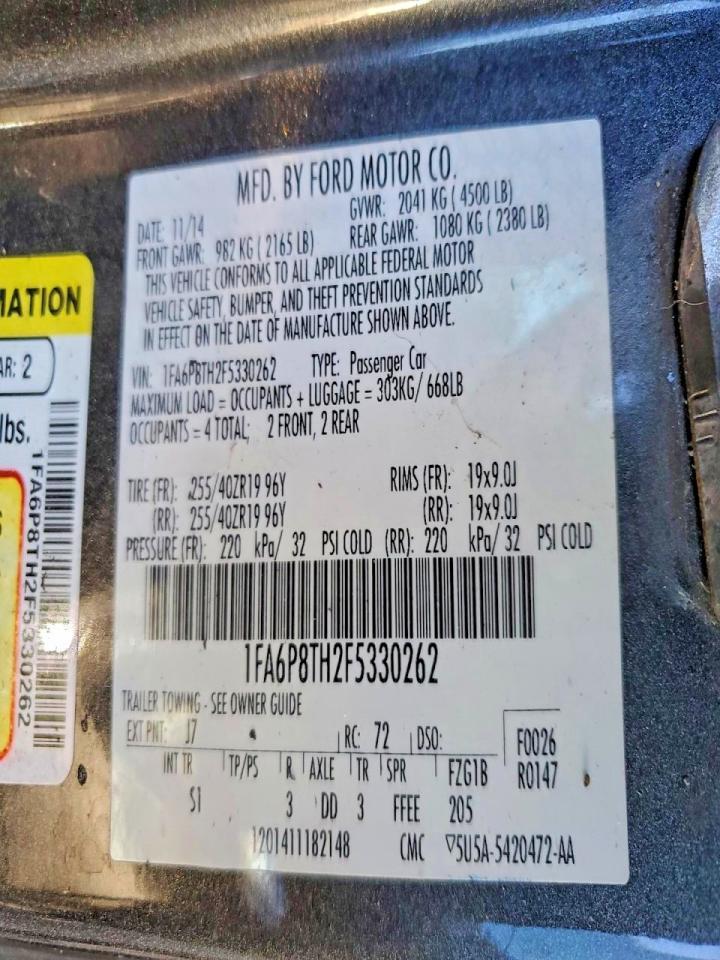 MFD. BY FORD MOTOR CO.
DATE: 11/14 GVWR: 2041 KG ( 4500 LB)
FRONT GAWR: 982 KG ( 2165 LB) REAR GAWR: 1080 KG ( 2380 LB)
THIS VEHICLE CONFORMS TO ALL APPLICABLE FEDERAL MOTOR
VEHICLE SAFETY, BUMPER, AND THEFT PREVENTION STANDARDS
IN EFFECT ON THE DATE OF MANUFACTURE SHOWN ABOVE.
VIN: 1FA6P8TH2F5330262 TYPE: Passenger Car
MAXIMUM LOAD = OCCUPANTS + LUGGAGE = 303KG/ 668LB
OCCUPANTS = 4 TOTAL; 2 FRONT, 2 REAR
TIRE (FR): 255/40ZR19 96Y RIMS (FR): 19x9.0J
(RR): 255/40ZR19 96Y (RR): 19x9.0J
PRESSURE (FR): 220 kPa/ 32 PSI COLD (RR): 220 kPa/ 32 PSI COLD
1FA6P8TH2F5330262
TRAILER TOWING - SEE OWNER GUIDE
EXT PNT: J7 RC: 72 DSO: F0026
INT TR TP/PS R AXLE TR SPR FZG1B R0147
SI 3 DD 3 FFEE 205
1201411182148 CMC 5U5A-5420472-AA
MATION
AR: 2
lbs.
1FA6P8TH2F5330262